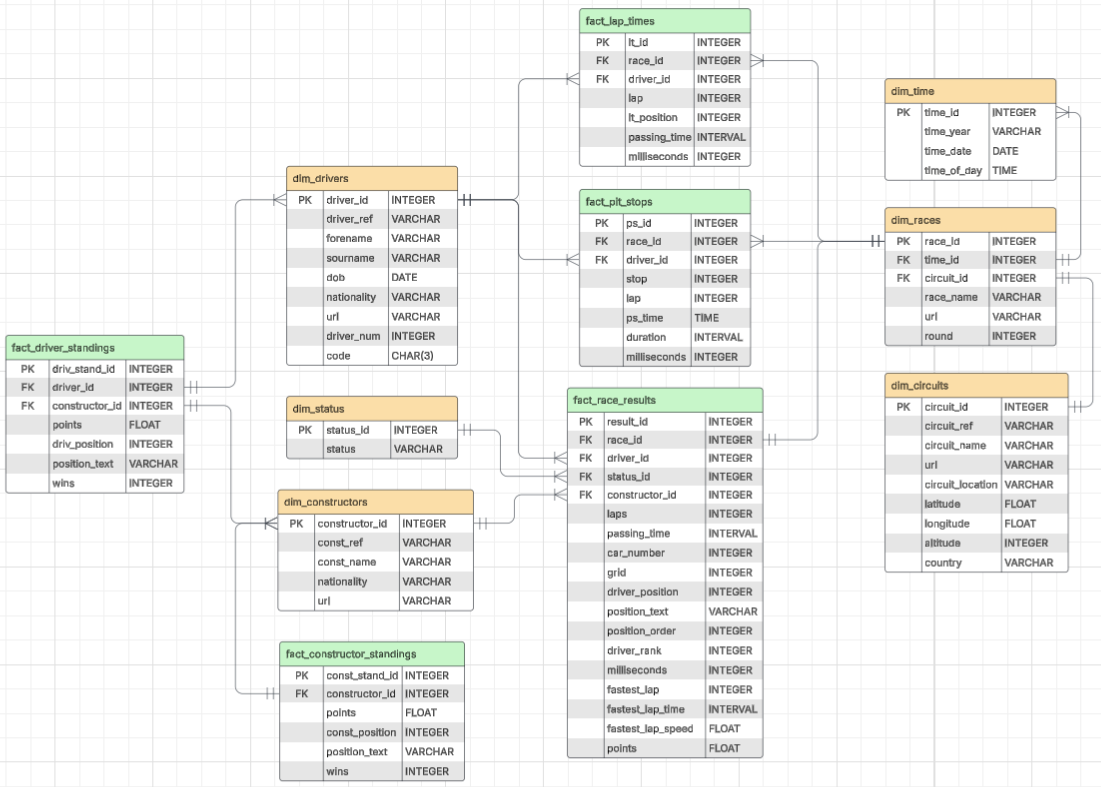 fact_lap_times
PK lt_id INTEGER
FK race_id INTEGER
FK driver_id INTEGER
lap INTEGER
lt_position INTEGER
passing_time INTERVAL
milliseconds INTEGER
dim_time
PK time_id INTEGER
time_year VARCHAR
time_date DATE
time_of_day TIME
dim_drivers
PK driver_id INTEGER
driver_ref VARCHAR
forename VARCHAR
sourname VARCHAR
dob DATE
nationality VARCHAR
url VARCHAR
driver_num INTEGER
code CHAR(3)
fact_pit_stops
PK ps_id INTEGER
FK race_id INTEGER
FK driver_id INTEGER
stop INTEGER
lap INTEGER
ps_time TIME
duration INTERVAL
milliseconds INTEGER
dim_races
PK race_id INTEGER
FK time_id INTEGER
FK circuit_id INTEGER
race_name VARCHAR
url VARCHAR
round INTEGER
fact_driver_standings
PK driv_stand_id INTEGER
FK driver_id INTEGER
FK constructor_id INTEGER
points FLOAT
driv_position INTEGER
position_text VARCHAR
wins INTEGER
dim_status
PK status_id INTEGER
status VARCHAR
fact_race_results
PK result_id INTEGER
FK race_id INTEGER
FK driver_id INTEGER
FK status_id INTEGER
FK constructor_id INTEGER
laps INTEGER
passing_time INTERVAL
car_number INTEGER
grid INTEGER
driver_position INTEGER
position_text VARCHAR
position_order INTEGER
driver_rank INTEGER
milliseconds INTEGER
fastest_lap INTEGER
fastest_lap_time INTERVAL
fastest_lap_speed FLOAT
points FLOAT
dim_circuits
PK circuit_id INTEGER
circuit_ref VARCHAR
circuit_name VARCHAR
url VARCHAR
circuit_location VARCHAR
latitude FLOAT
longitude FLOAT
altitude INTEGER
country VARCHAR
dim_constructors
PK constructor_id INTEGER
const_ref VARCHAR
const_name VARCHAR
nationality VARCHAR
url VARCHAR
fact_constructor_standings
PK const_stand_id INTEGER
FK constructor_id INTEGER
points FLOAT
const_position INTEGER
position_text VARCHAR
wins INTEGER